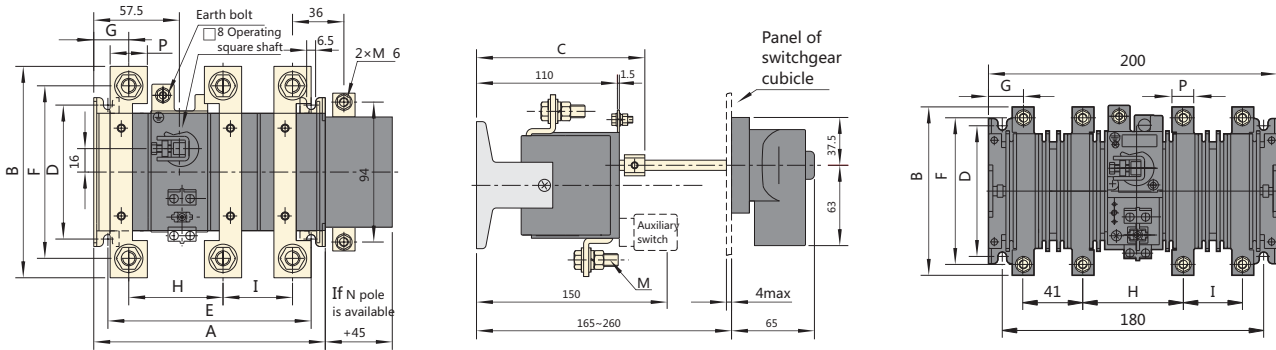 57.5
Earth bolt
□8 Operating
square shaft
G
P
36
6.5
2×M 6
B
F
D
16
94
H
I
E
A
If N pole
is available
+45
C
110
1.5
Panel of
switchgear
cubicle
37.5
63
Auxiliary
switch
M
150
4max
165~260
65
200
G
P
B
F
D
41
H
I
180